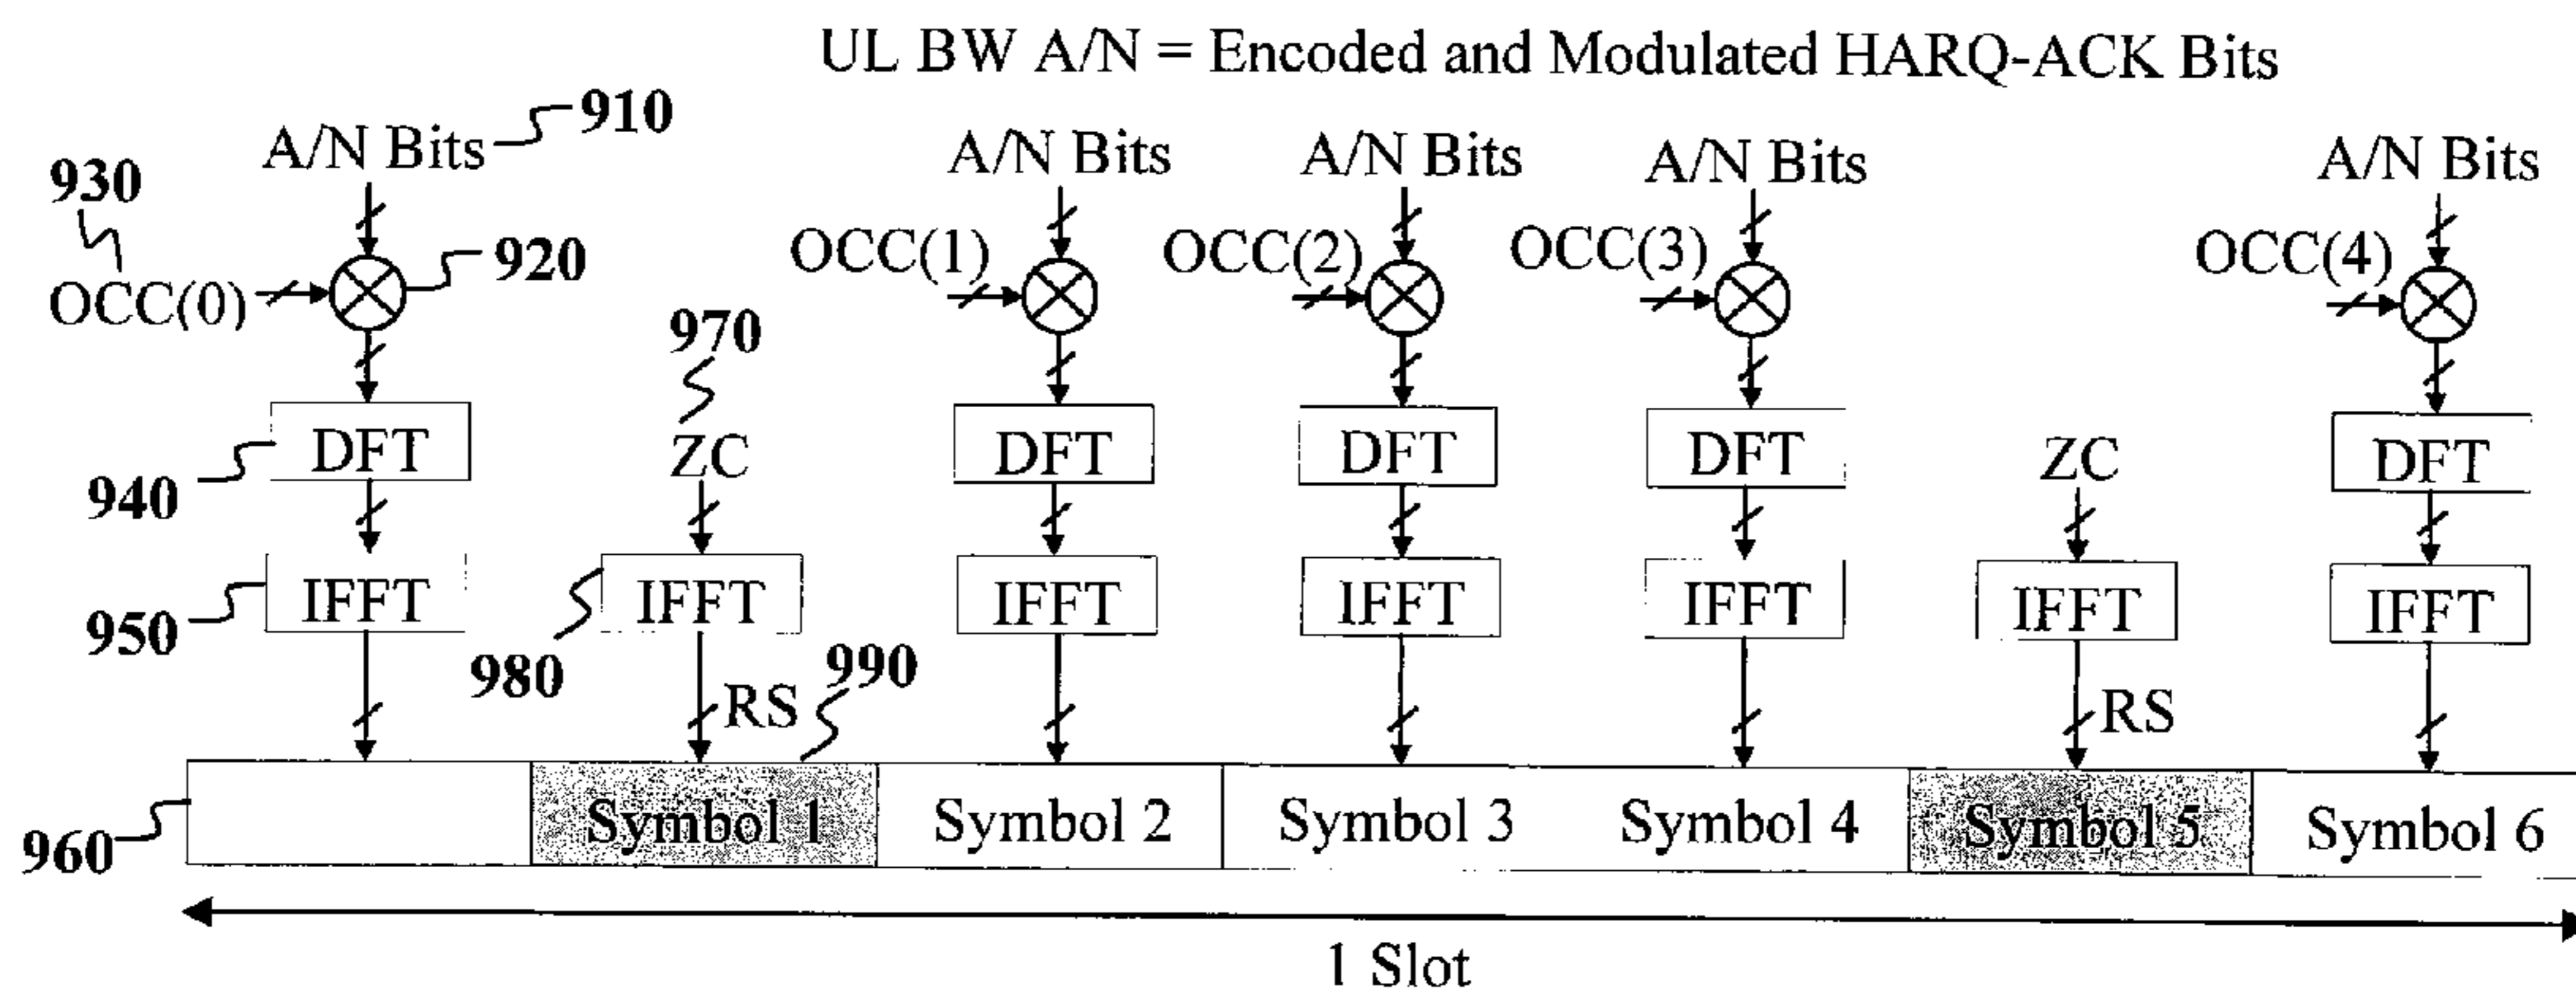 UL BW A/N = Encoded and Modulated HARQ-ACK Bits
910
A/N Bits
A/N Bits
A/N Bits
A/N Bits
A/N Bits
930
OCC(0)
920
OCC(1)
OCC(2)
OCC(3)
OCC(4)
970
940
DFT
ZC
DFT
DFT
DFT
ZC
DFT
950
IFFT
980
IFFT
IFFT
IFFT
IFFT
IFFT
IFFT
RS
990
RS
960
Symbol 1
Symbol 2
Symbol 3
Symbol 4
Symbol 5
Symbol 6
1 Slot